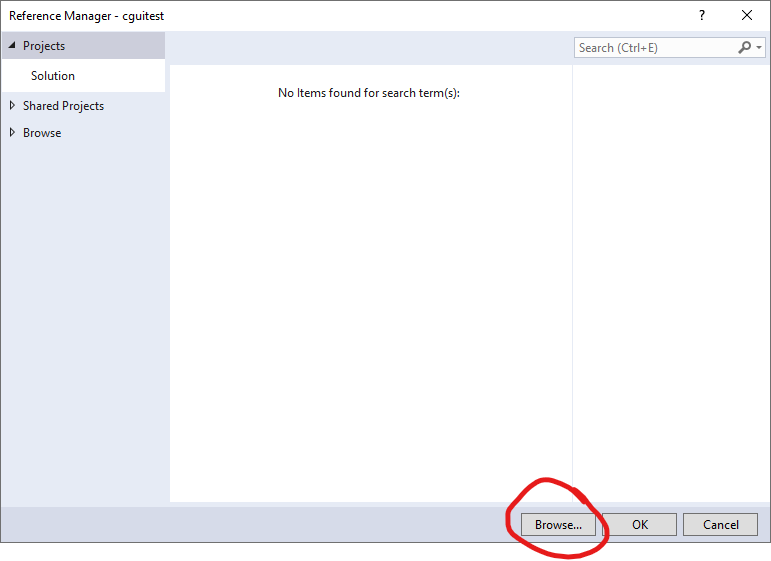 Reference Manager - cguitest
?
Projects
Search (Ctrl+E)
Solution
No Items found for search term(s):
Shared Projects
Browse
Browse...
OK
Cancel